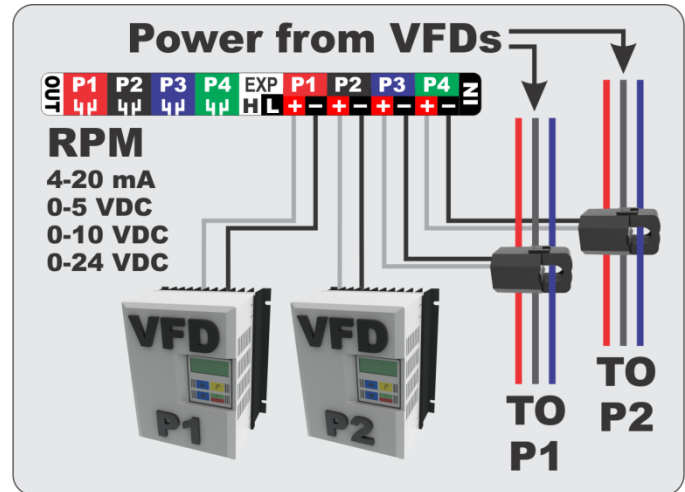 Power from VFDs
OUT P1 P2 P3 P4 EXP P1 P2 P3 P4 IN
H L + − + − + − + −
RPM
4-20 mA
0-5 VDC
0-10 VDC
0-24 VDC
VFD VFD
P
P
P1 P2
TO
P1
TO
P2